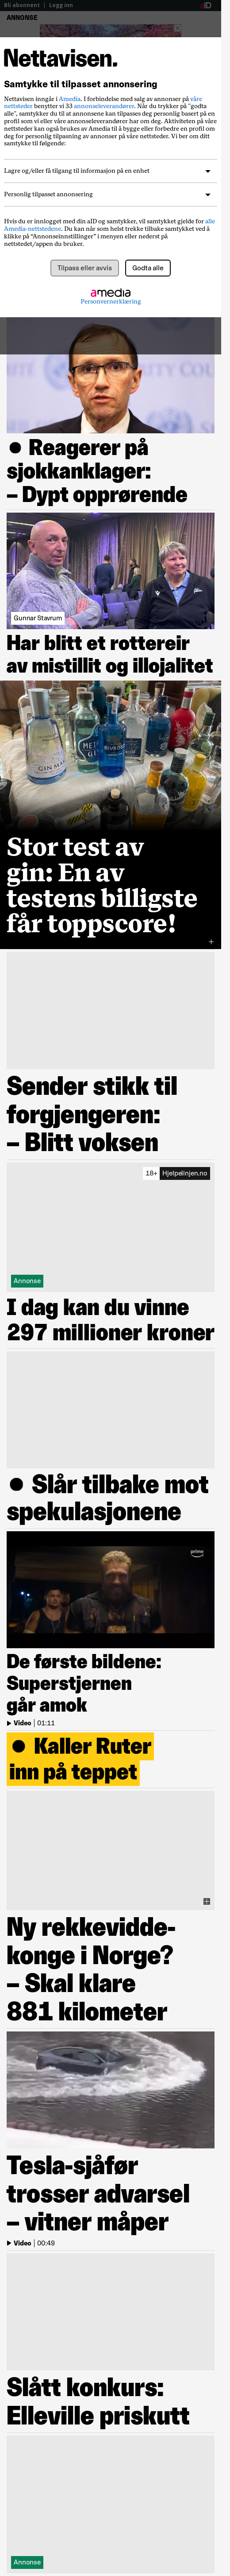 Bli abonnent | Logg inn
aID
ANNONSE
Nettavisen.
Samtykke til tilpasset annonsering
Nettavisen inngår i Amedia. I forbindelse med salg av annonser på våre
nettsteder benytter vi 33 annonseleverandører. Når du trykker på "godta
alle", samtykker du til at annonsene kan tilpasses deg personlig basert på
data som vi eller våre annonseleverandører har om deg. Aktiviteten på våre
nettsider kan også brukes av Amedia til å bygge eller forbedre en profil om
deg for personlig tilpasning av annonser på våre nettsteder. Vi ber om ditt
samtykke til følgende:
Lagre og/eller få tilgang til informasjon på en enhet
Personlig tilpasset annonsering
Hvis du er innlogget med din aID og samtykker, vil samtykket gjelde for alle
Amedia-nettstedene. Du kan når som helst trekke tilbake samtykket ved å
klikke på "Annonseinnstillinger" i menyen eller nederst på
nettstedet/appen du bruker.
Tilpass eller avvis
Godta alle
amedia
Personvernerklæring
● Reagerer på
sjokkanklager:
– Dypt opprørende
Gunnar Stavrum
Har blitt et rottereir
av mistillit og illojalitet
Stor test av
gin: En av
testens billigste
får toppscore!
+
Sender stikk til
forgjengeren:
– Blitt voksen
18+ Hjelpelinjen.no
Annonse
I dag kan du vinne
297 millioner kroner
● Slår tilbake mot
spekulasjonene
prime
De første bildene:
Superstjernen
går amok
Video | 01:11
● Kaller Ruter
inn på teppet
Ny rekkevidde-
konge i Norge?
– Skal klare
881 kilometer
Tesla-sjåfør
trosser advarsel
– vitner måper
Video | 00:49
Slått konkurs:
Elleville priskutt
Annonse